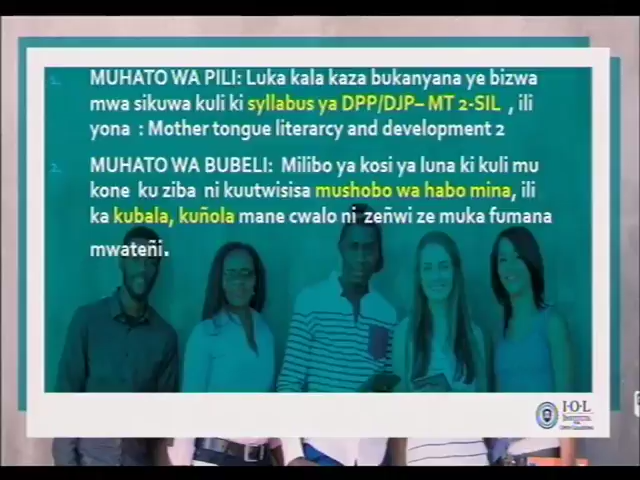 1. MUHATO WA PILI: Luka kala kaza bukanyana ye bizwa
mwa sikuwa kuli ki syllabus ya DPP/DJP– MT 2-SIL , ili
yona : Mother tongue literarcy and development 2
2. MUHATO WA BUBELI: Milibo ya kosi ya luna ki kuli mu
kone ku ziba ni kuutwisisa mushobo wa habo mina, ili
ka kubala, kuñola mane cwalo ni zeñwi ze muka fumana
mwateñi.
I·O·L